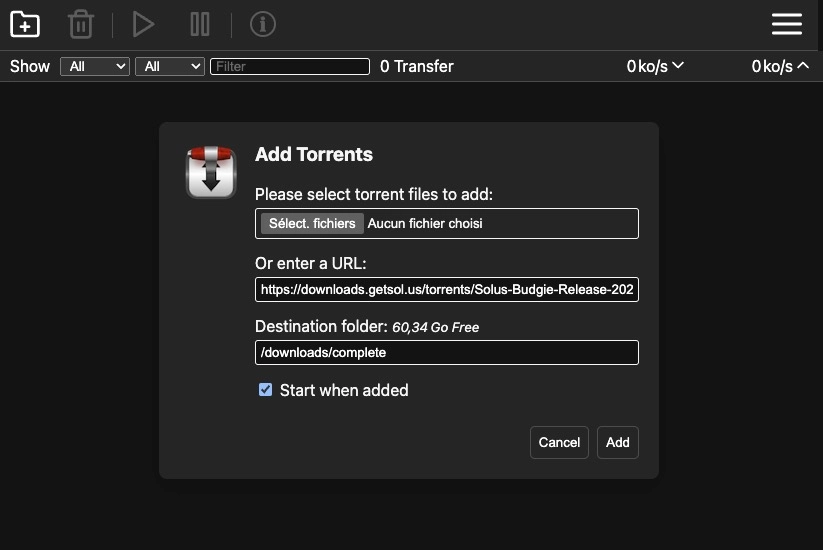 Show All All Filter 0 Transfer 0 ko/s 0 ko/s
Add Torrents
Please select torrent files to add:
Sélect. fichiers Aucun fichier choisi
Or enter a URL:
https://downloads.getsol.us/torrents/Solus-Budgie-Release-202
Destination folder: 60,34 Go Free
/downloads/complete
Start when added
Cancel Add